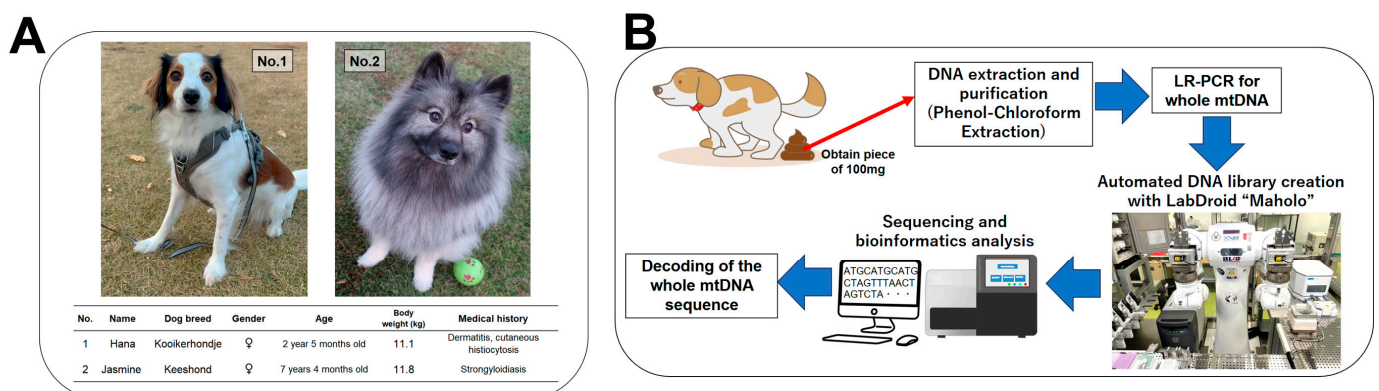 A
No.1
No.2
No. Name Dog breed Gender Age Body weight (kg) Medical history
1 Hana Kooikerhondje ♀ 2 year 5 months old 11.1 Dermatitis, cutaneous histiocytosis
2 Jasmine Keeshond ♀ 7 years 4 months old 11.8 Strongyloidiasis
B
Obtain piece
of 100mg
DNA extraction and
purification
(Phenol-Chloroform
Extraction)
LR-PCR for
whole mtDNA
Automated DNA library creation
with LabDroid “Maholo”
Sequencing and
bioinformatics analysis
ATGCATGCATG
CTAGTTTAACT
AGTCTA・・・
Decoding of the
whole mtDNA
sequence